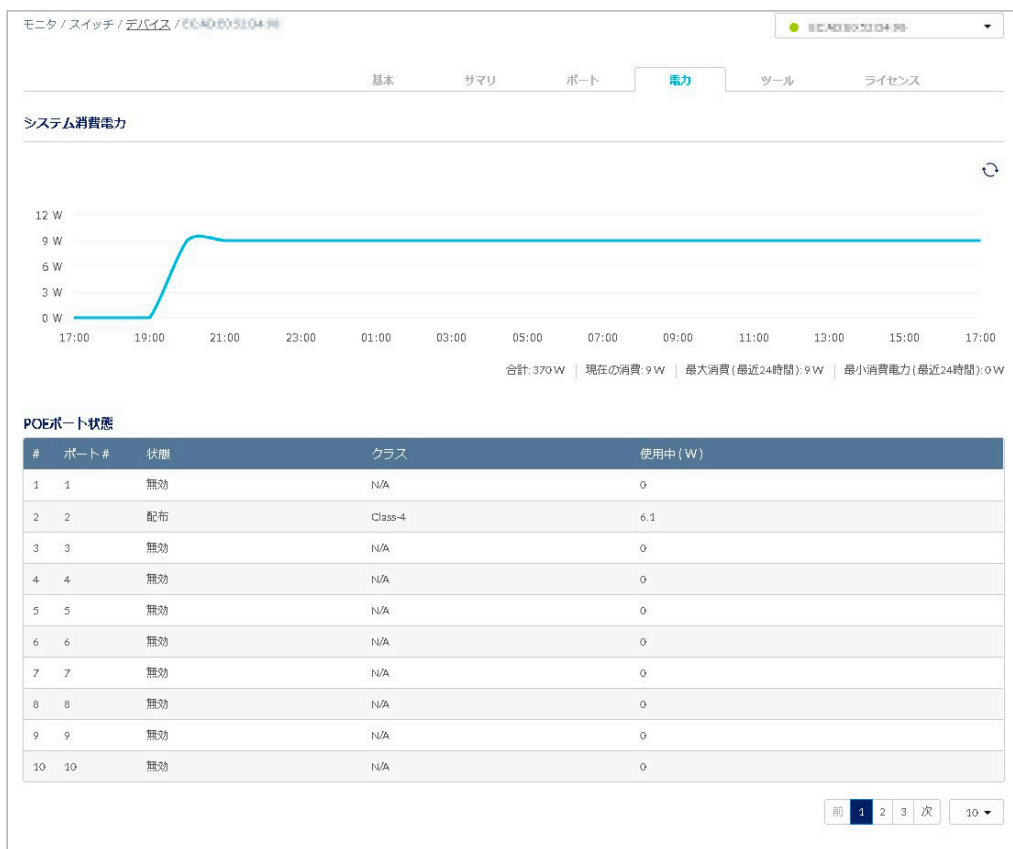 モニタ / スイッチ / デバイス /
基本 サマリ ポート 電力 ツール ライセンス
システム消費電力
12 W
9 W
6 W
3 W
0 W
17:00 19:00 21:00 23:00 01:00 03:00 05:00 07:00 09:00 11:00 13:00 15:00 17:00
合計: 370 W | 現在の消費: 9 W | 最大消費 (最近24時間): 9 W | 最小消費電力 (最近24時間): 0 W
POEポート状態
# ポート # 状態 クラス 使用中 ( W )
1 1 無効 N/A 0
2 2 配布 Class-4 6.1
3 3 無効 N/A 0
4 4 無効 N/A 0
5 5 無効 N/A 0
6 6 無効 N/A 0
7 7 無効 N/A 0
8 8 無効 N/A 0
9 9 無効 N/A 0
10 10 無効 N/A 0
前 1 2 3 次 10